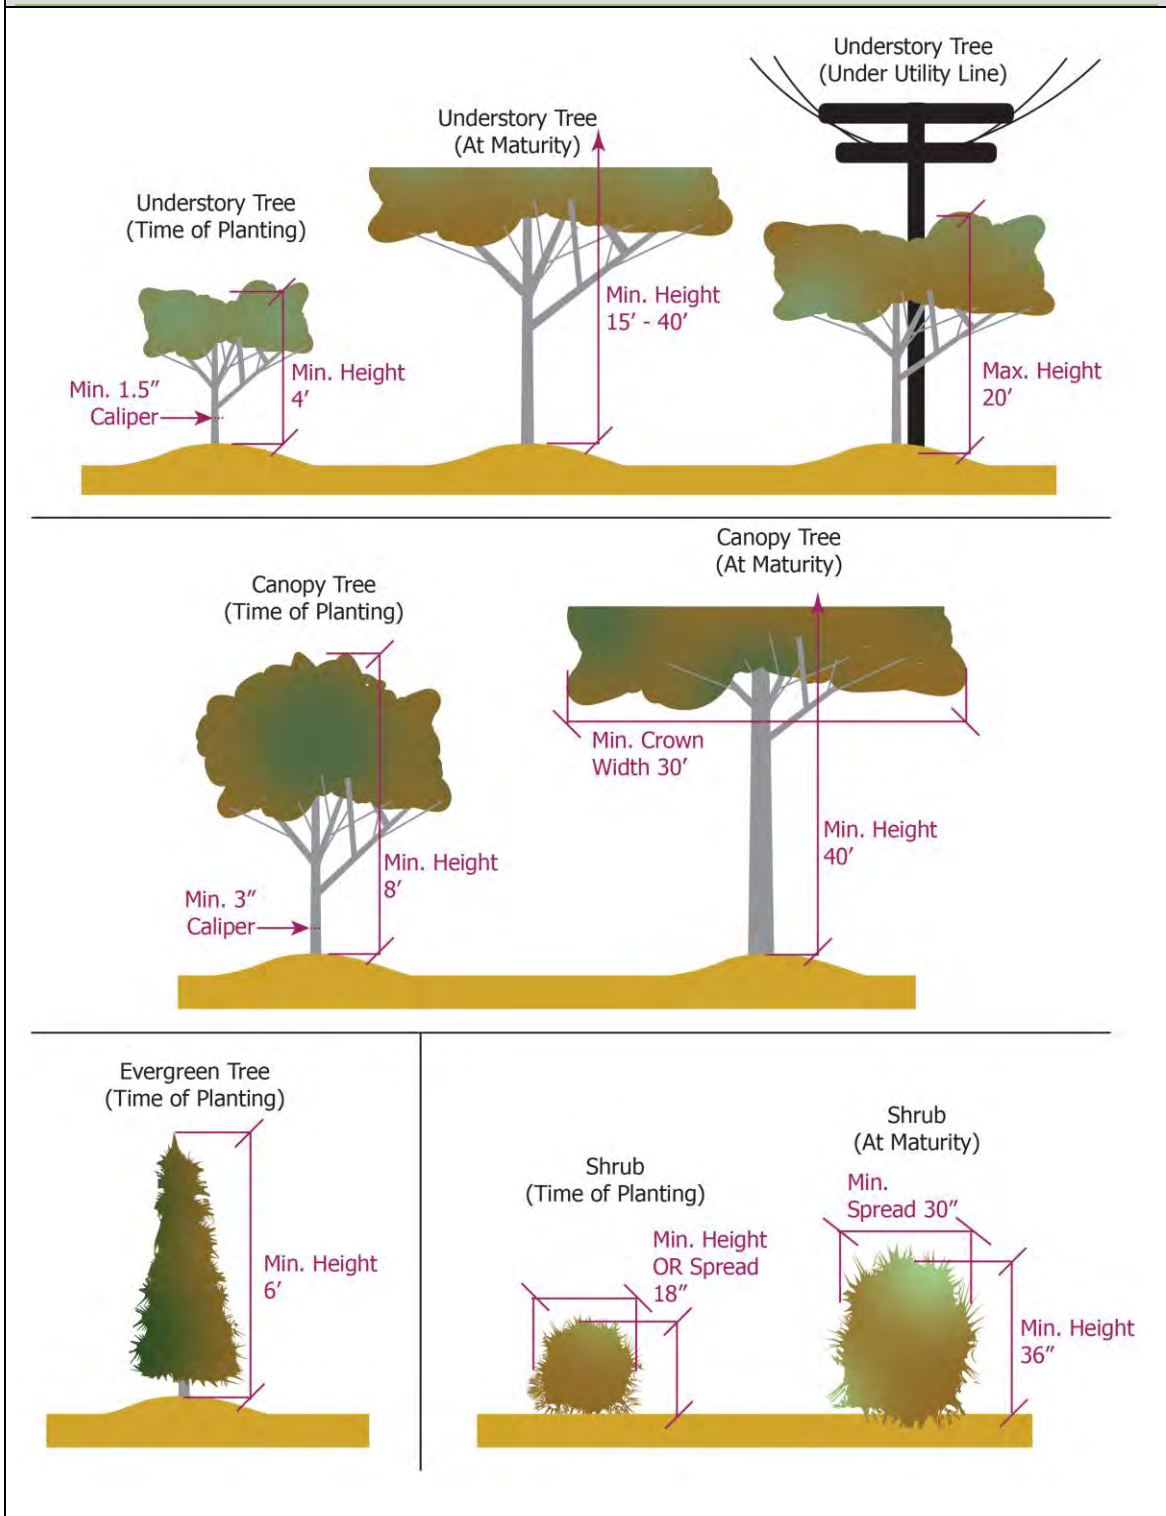 Understory Tree
(Under Utility Line)
Understory Tree
(At Maturity)
Understory Tree
(Time of Planting)
Min. Height
15’ - 40’
Min. Height
4’
Max. Height
20’
Min. 1.5”
Caliper
Canopy Tree
(At Maturity)
Canopy Tree
(Time of Planting)
Min. Crown
Width 30’
Min. Height
40’
Min. Height
8’
Min. 3”
Caliper
Evergreen Tree
(Time of Planting)
Min. Height
6’
Shrub
(At Maturity)
Shrub
(Time of Planting)
Min.
Spread 30”
Min. Height
OR Spread
18”
Min. Height
36”